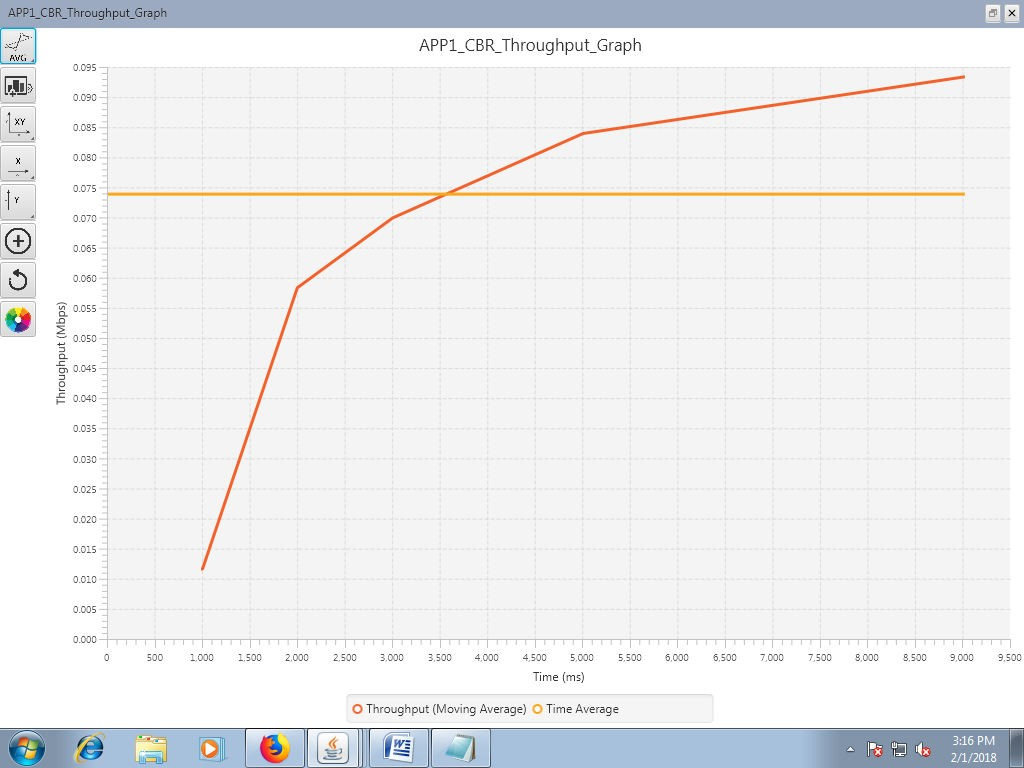 APP1_CBR_Throughput_Graph
APP1_CBR_Throughput_Graph
AVG
XY
X
Y
Throughput (Mbps)
0.095
0.090
0.085
0.080
0.075
0.070
0.065
0.060
0.055
0.050
0.045
0.040
0.035
0.030
0.025
0.020
0.015
0.010
0.005
0.000
0 500 1,000 1,500 2,000 2,500 3,000 3,500 4,000 4,500 5,000 5,500 6,000 6,500 7,000 7,500 8,000 8,500 9,000 9,500
Time (ms)
Throughput (Moving Average) Time Average
3:16 PM
2/1/2018